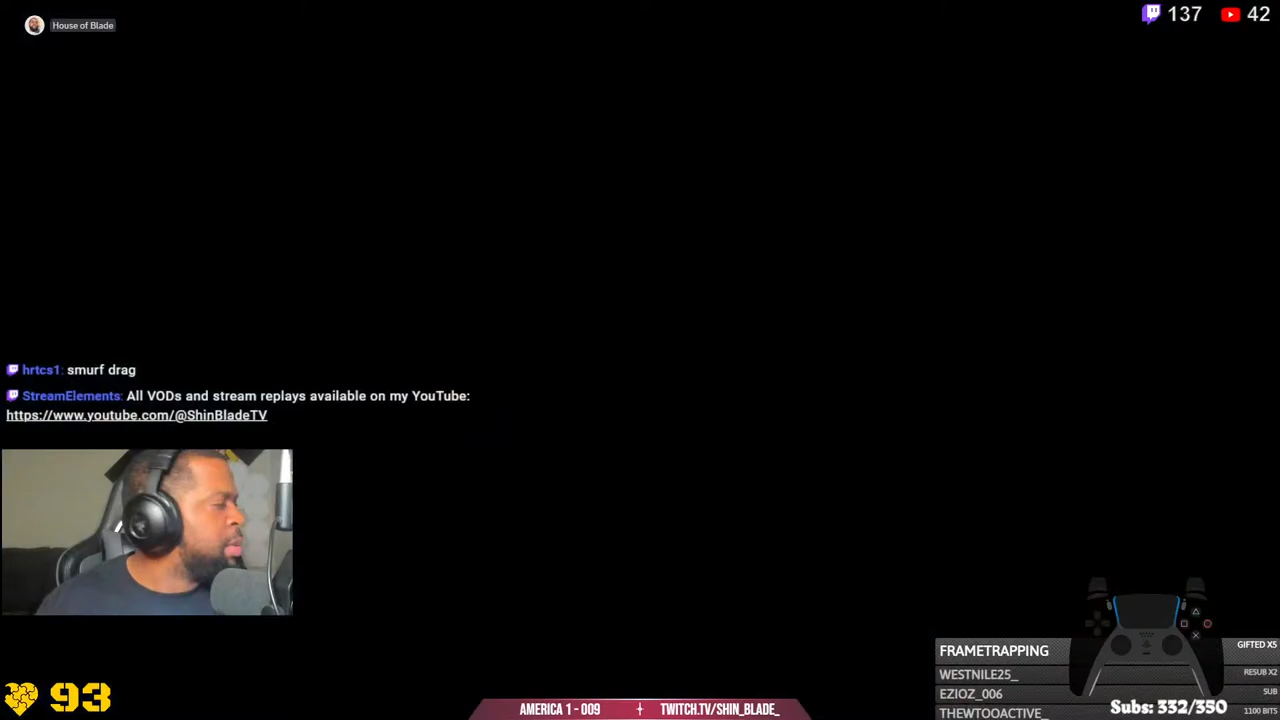 House of Blade
137
42
hrtcs1: smurf drag
StreamElements: All VODs and stream replays available on my YouTube:
https://www.youtube.com/@ShinBladeTV
FRAMETRAPPING GIFTED X5
WESTNILE25_ RESUB X2
EZIOZ_006 SUB
THEWTOOACTIVE_ 1100 BITS
Subs: 332/350
93
AMERICA 1 - 009
TWITCH.TV/SHIN_BLADE_